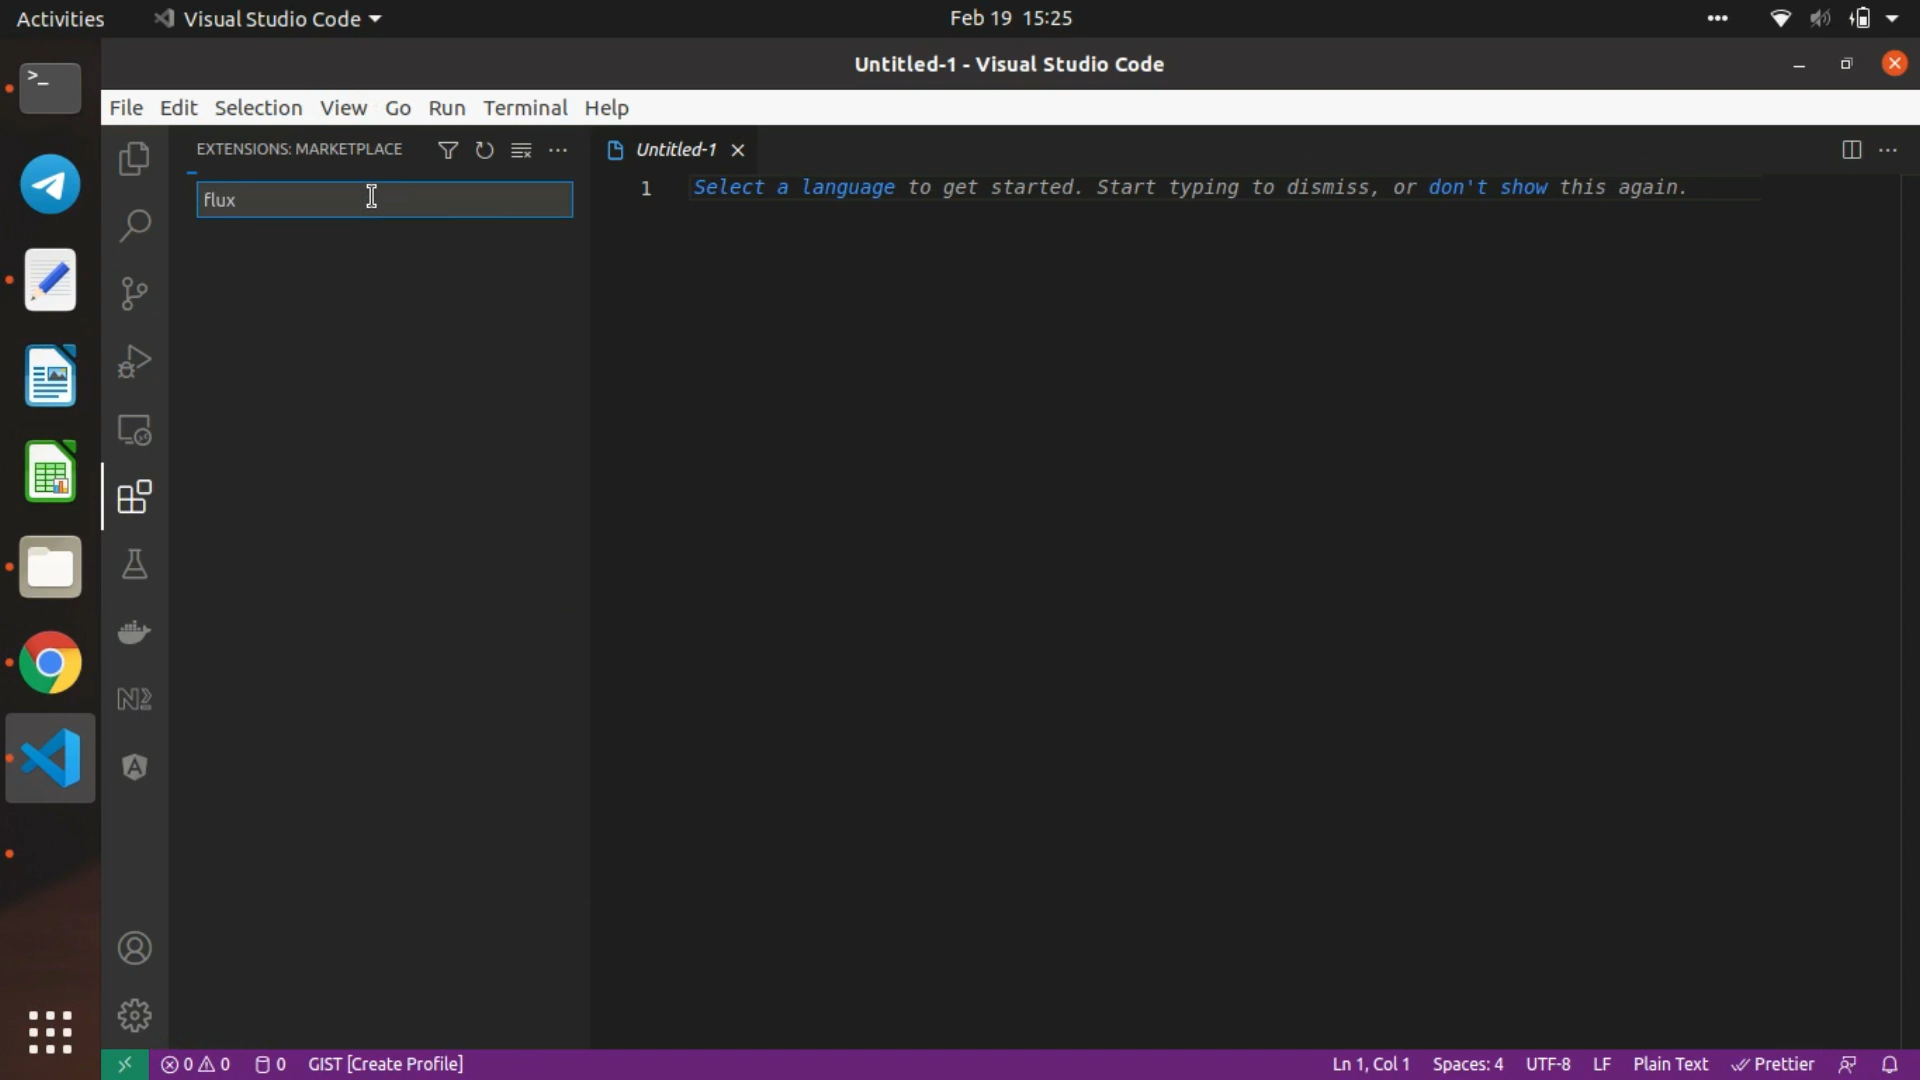 Activities
Visual Studio Code
Feb 19 15:25
Untitled-1 - Visual Studio Code
File Edit Selection View Go Run Terminal Help
EXTENSIONS: MARKETPLACE
Untitled-1
flux
1 Select a language to get started. Start typing to dismiss, or don't show this again.
0 0 0 GIST [Create Profile]
Ln 1, Col 1 Spaces: 4 UTF-8 LF Plain Text Prettier